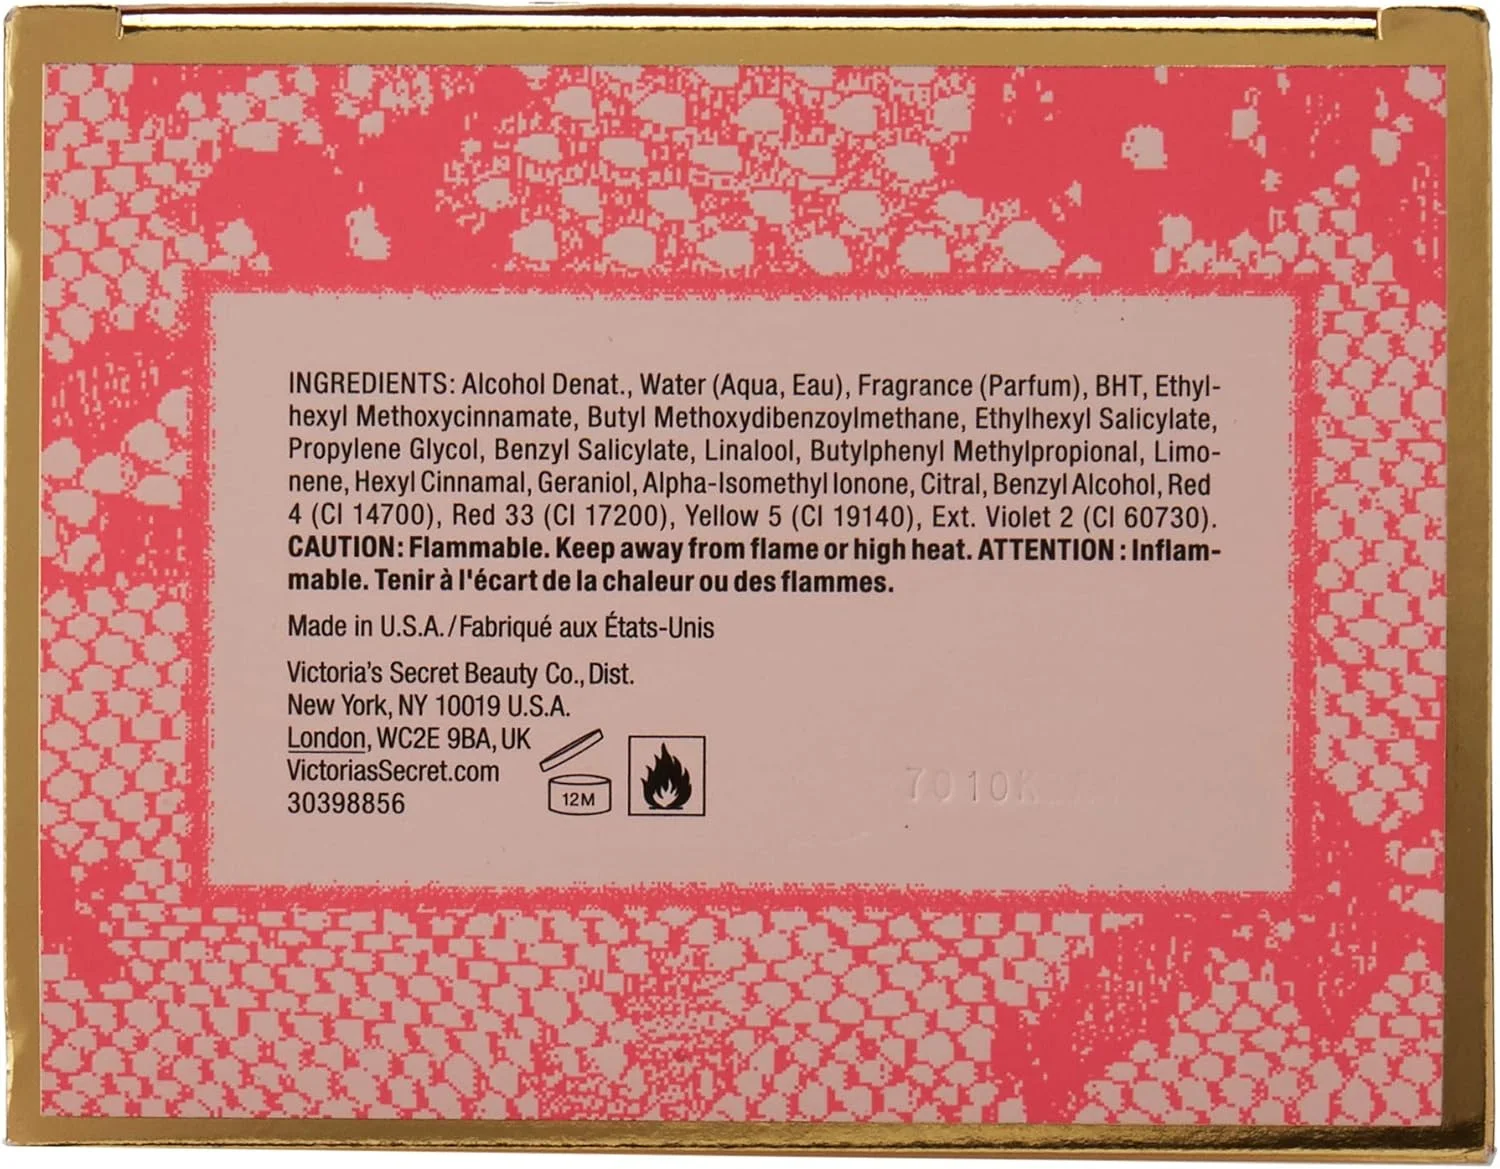 INGREDIENTS: Alcohol Denat., Water (Aqua, Eau), Fragrance (Parfum), BHT, Ethyl-
hexyl Methoxycinnamate, Butyl Methoxydibenzoylmethane, Ethylhexyl Salicylate,
Propylene Glycol, Benzyl Salicylate, Linalool, Butylphenyl Methylpropional, Limo-
nene, Hexyl Cinnamal, Geraniol, Alpha-Isomethyl Ionone, Citral, Benzyl Alcohol, Red
4 (CI 14700), Red 33 (CI 17200), Yellow 5 (CI 19140), Ext. Violet 2 (CI 60730).
CAUTION: Flammable. Keep away from flame or high heat. ATTENTION : Inflam-
mable. Tenir à l'écart de la chaleur ou des flammes.
Made in U.S.A./Fabriqué aux États-Unis
Victoria's Secret Beauty Co., Dist.
New York, NY 10019 U.S.A.
London, WC2E 9BA, UK
VictoriasSecret.com
30398856
12M